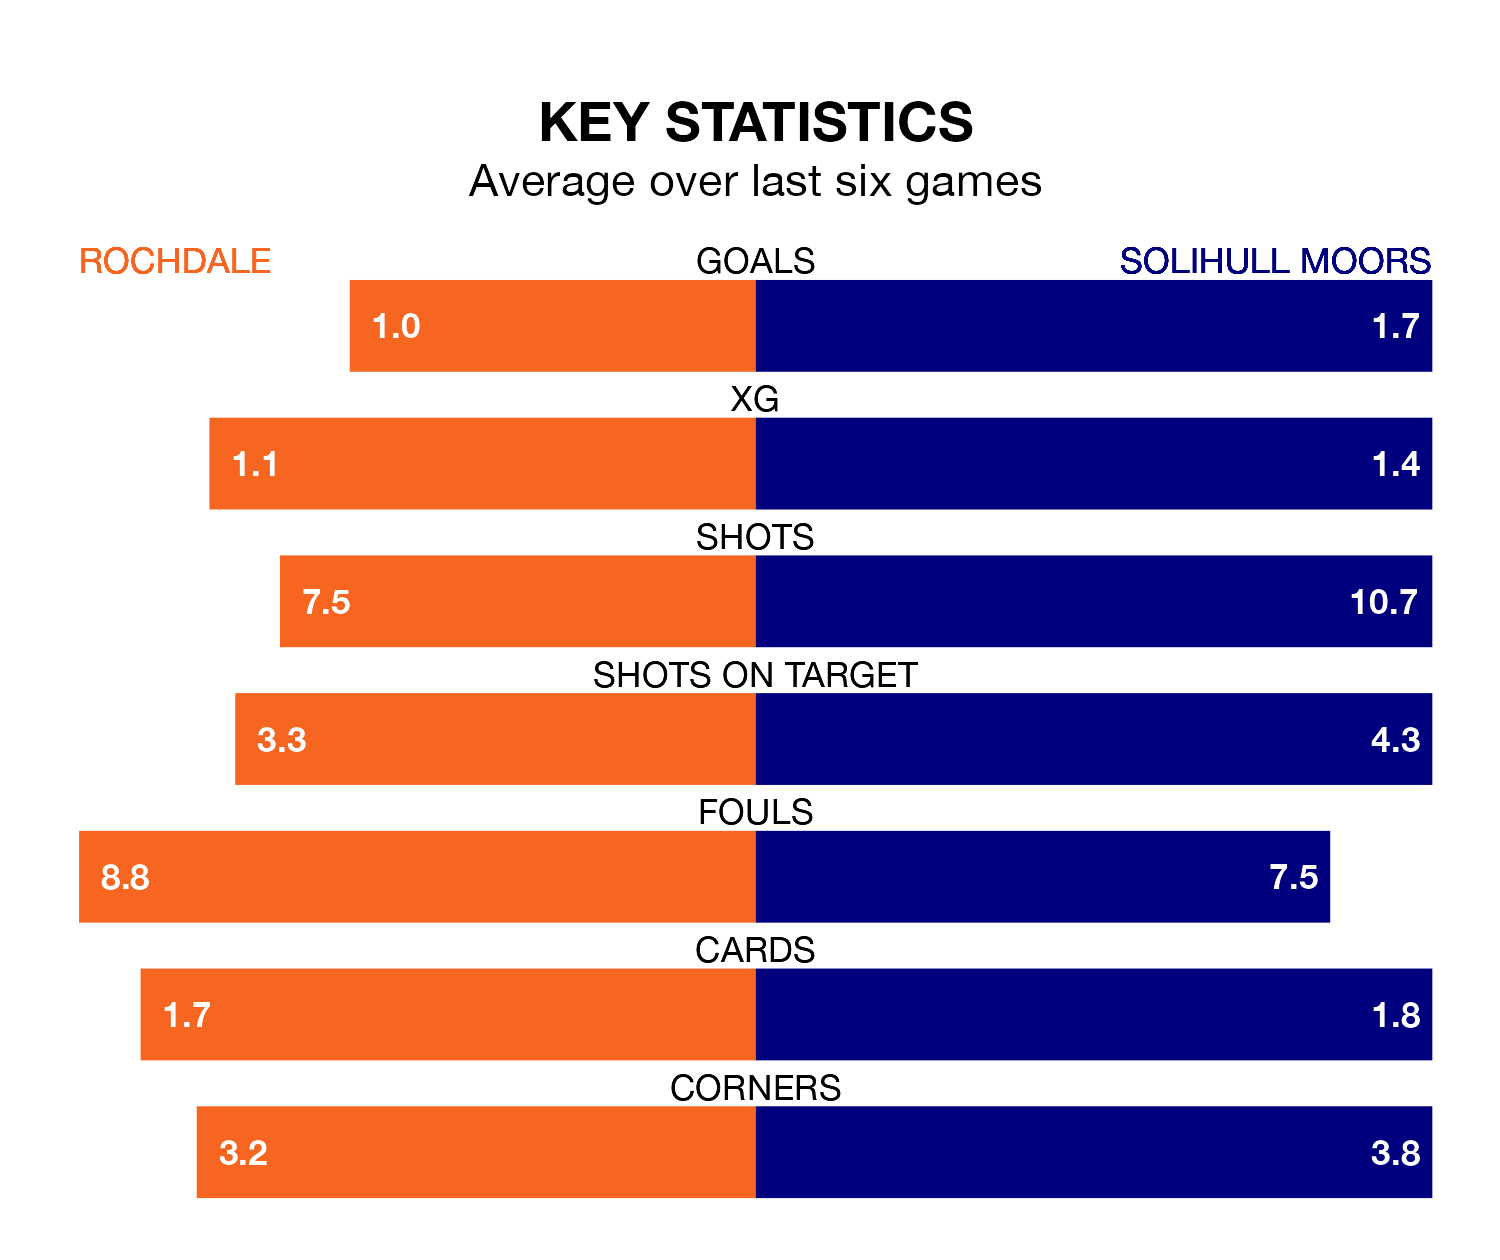 KEY STATISTICS
Average over last six games
ROCHDALE GOALS SOLIHULL MOORS
1.0 1.7
XG
1.1 1.4
SHOTS
7.5 10.7
SHOTS ON TARGET
3.3 4.3
FOULS
8.8 7.5
CARDS
1.7 1.8
CORNERS
3.2 3.8